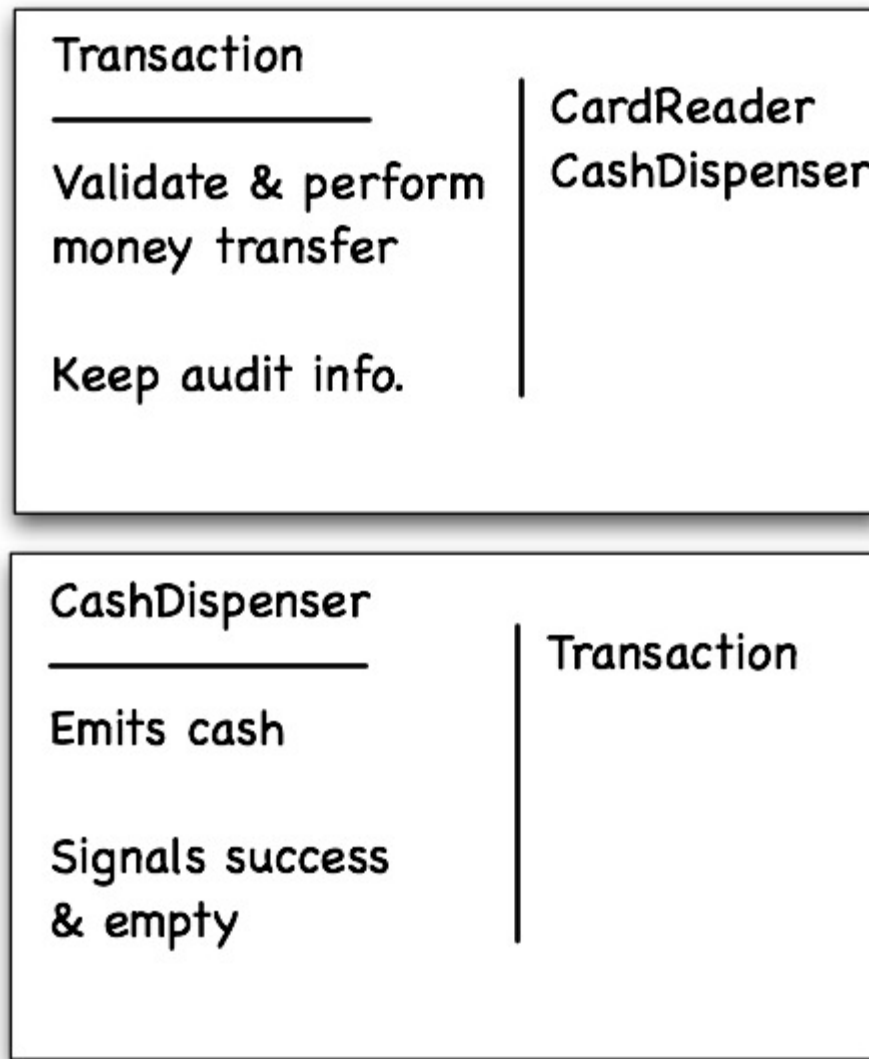 Transaction
Validate & perform
money transfer
Keep audit info.
CardReader
CashDispenser
CashDispenser
Emits cash
Signals success
& empty
Transaction